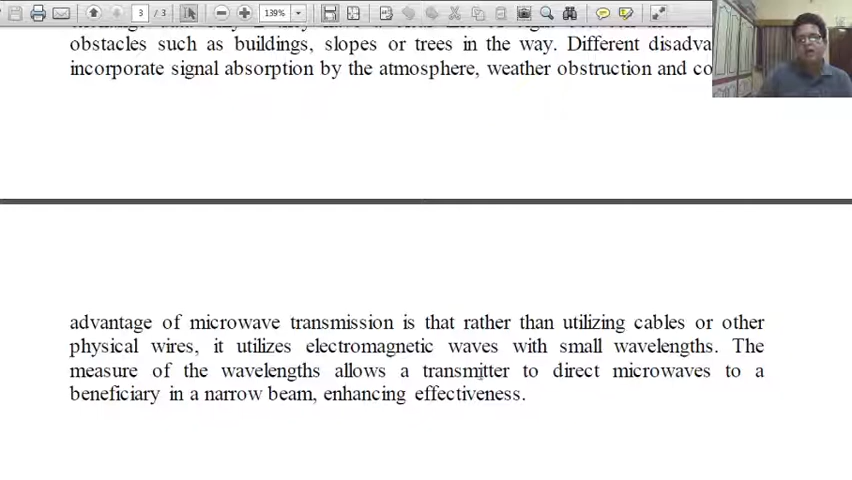 3 / 3 139%
obstacles such as buildings, slopes or trees in the way. Different disadva
incorporate signal absorption by the atmosphere, weather obstruction and co
advantage of microwave transmission is that rather than utilizing cables or other
physical wires, it utilizes electromagnetic waves with small wavelengths. The
measure of the wavelengths allows a transmitter to direct microwaves to a
beneficiary in a narrow beam, enhancing effectiveness.